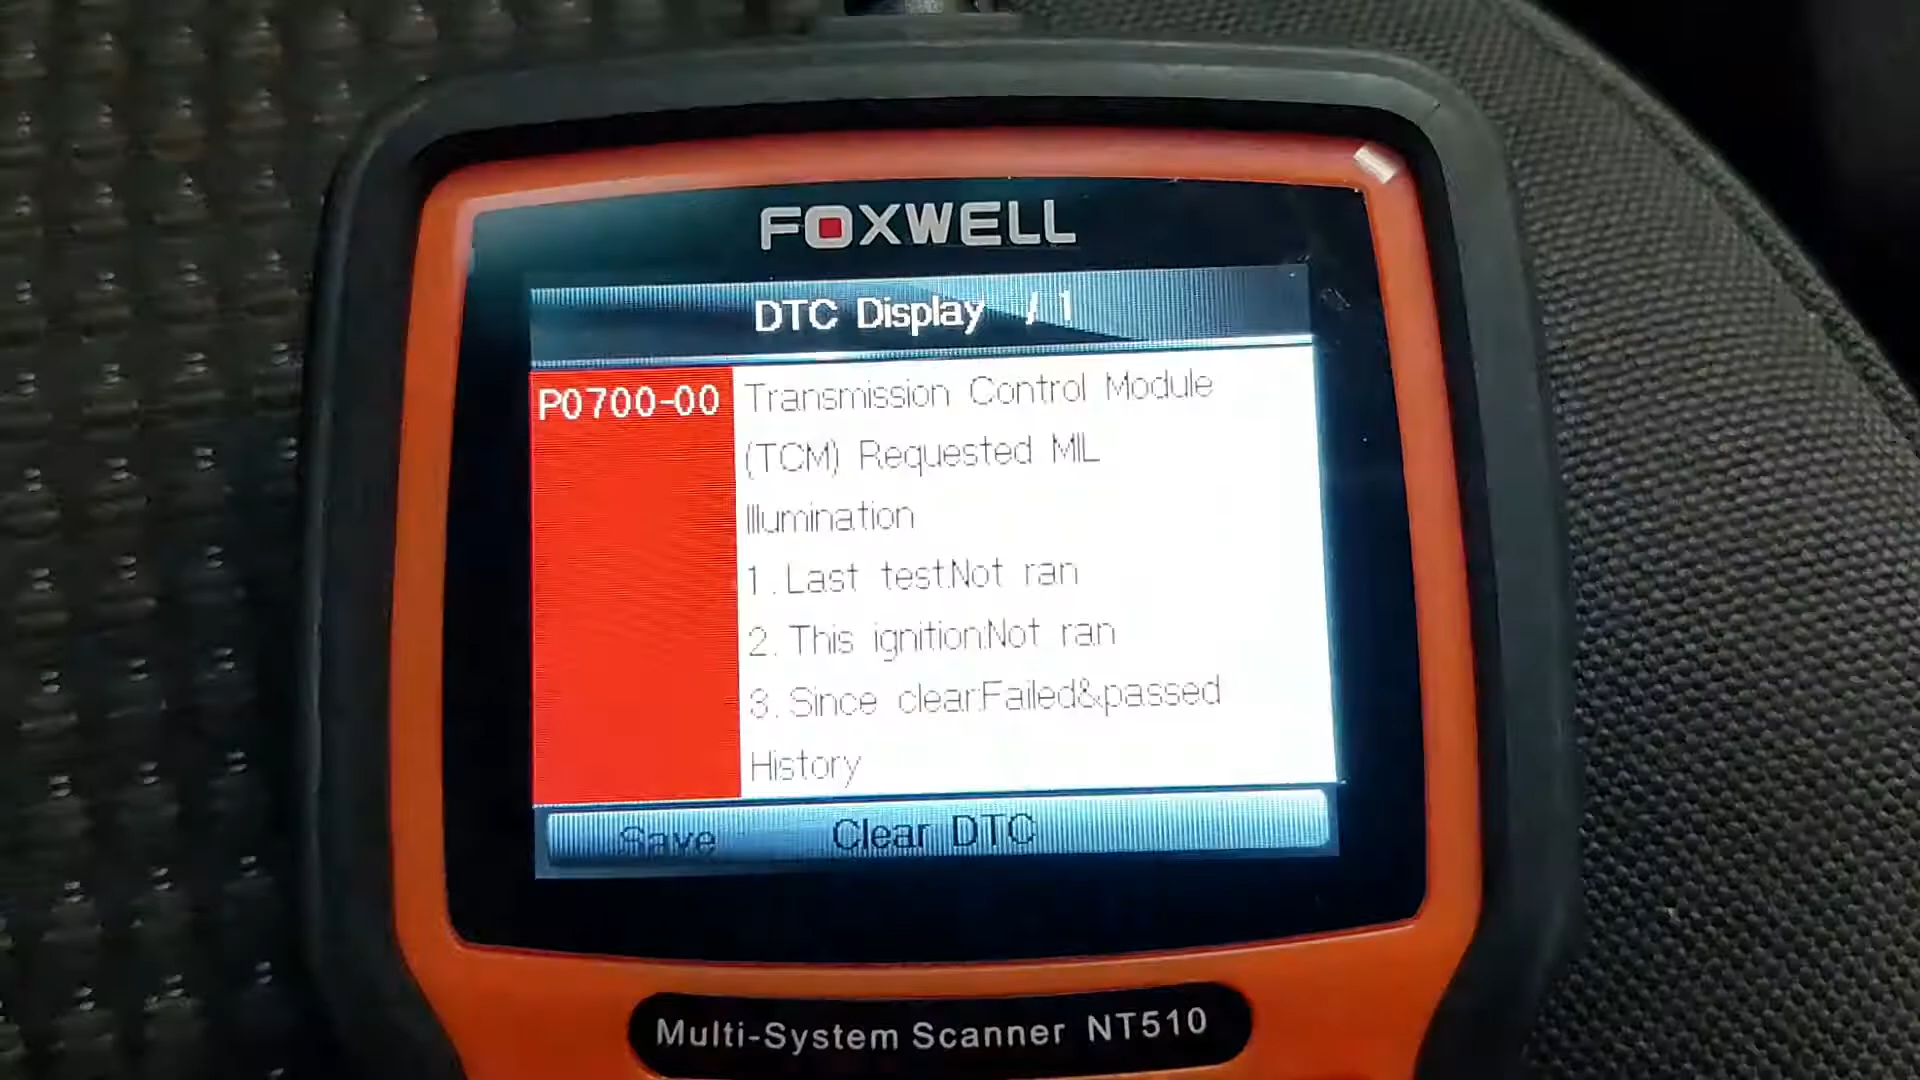 FOXWELL
DTC Display / 1
P0700-00
Transmission Control Module
(TCM) Requested MIL
Illumination
1. Last test:Not ran
2. This ignition:Not ran
3. Since clear:Failed&passed
History
Save Clear DTC
Multi-System Scanner NT510